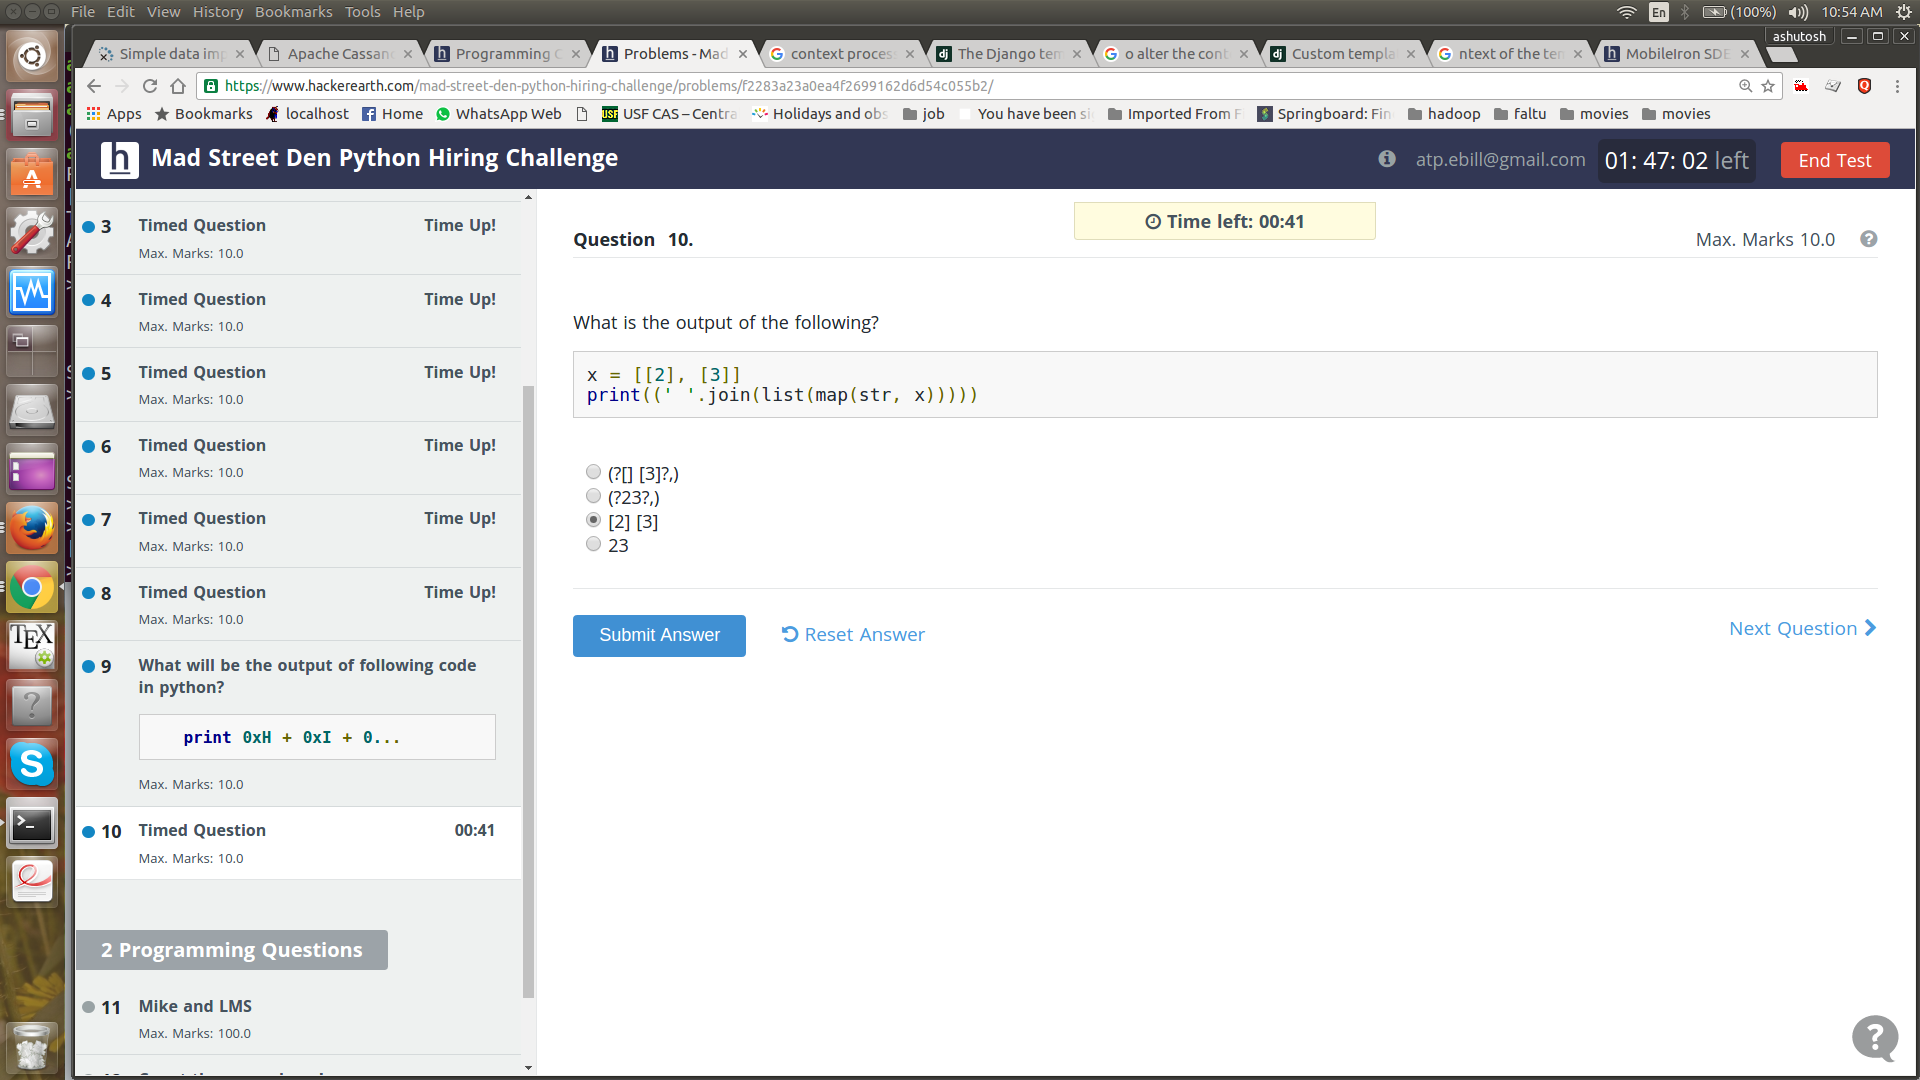 File Edit View History Bookmarks Tools Help
En (100%) 10:54 AM
ashutosh
Simple data imp
Apache Cassan
Programming C
Problems - Mad
context proces
The Django tem
o alter the cont
Custom templa
ntext of the ten
MobileIron SDE
https://www.hackerearth.com/mad-street-den-python-hiring-challenge/problems/f2283a23a0ea4f2699162d6d54c055b2/
Apps Bookmarks localhost Home WhatsApp Web USF CAS – Centra Holidays and obs job You have been si Imported From F Springboard: Fin hadoop faltu movies movies
h Mad Street Den Python Hiring Challenge
atp.ebill@gmail.com 01: 47: 02 left End Test
3 Timed Question Time Up!
Max. Marks: 10.0
4 Timed Question Time Up!
Max. Marks: 10.0
5 Timed Question Time Up!
Max. Marks: 10.0
6 Timed Question Time Up!
Max. Marks: 10.0
7 Timed Question Time Up!
Max. Marks: 10.0
8 Timed Question Time Up!
Max. Marks: 10.0
9 What will be the output of following code
in python?
print 0xH + 0xI + 0...
Max. Marks: 10.0
10 Timed Question 00:41
Max. Marks: 10.0
2 Programming Questions
11 Mike and LMS
Max. Marks: 100.0
Time left: 00:41
Question 10.
Max. Marks 10.0
What is the output of the following?
x = [[2], [3]]
print((' '.join(list(map(str, x)))))
(?[] [3]?,)
(?23?,)
[2] [3]
23
Submit Answer Reset Answer
Next Question